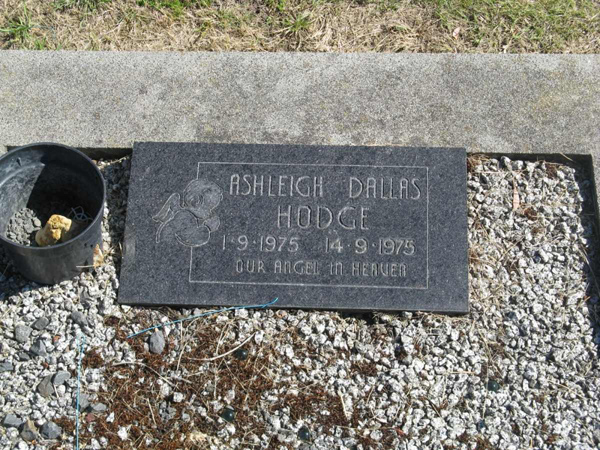 ASHLEIGH DALLAS
HODGE
1·9·1975 14·9·1975
OUR ANGEL IN HEAVEN